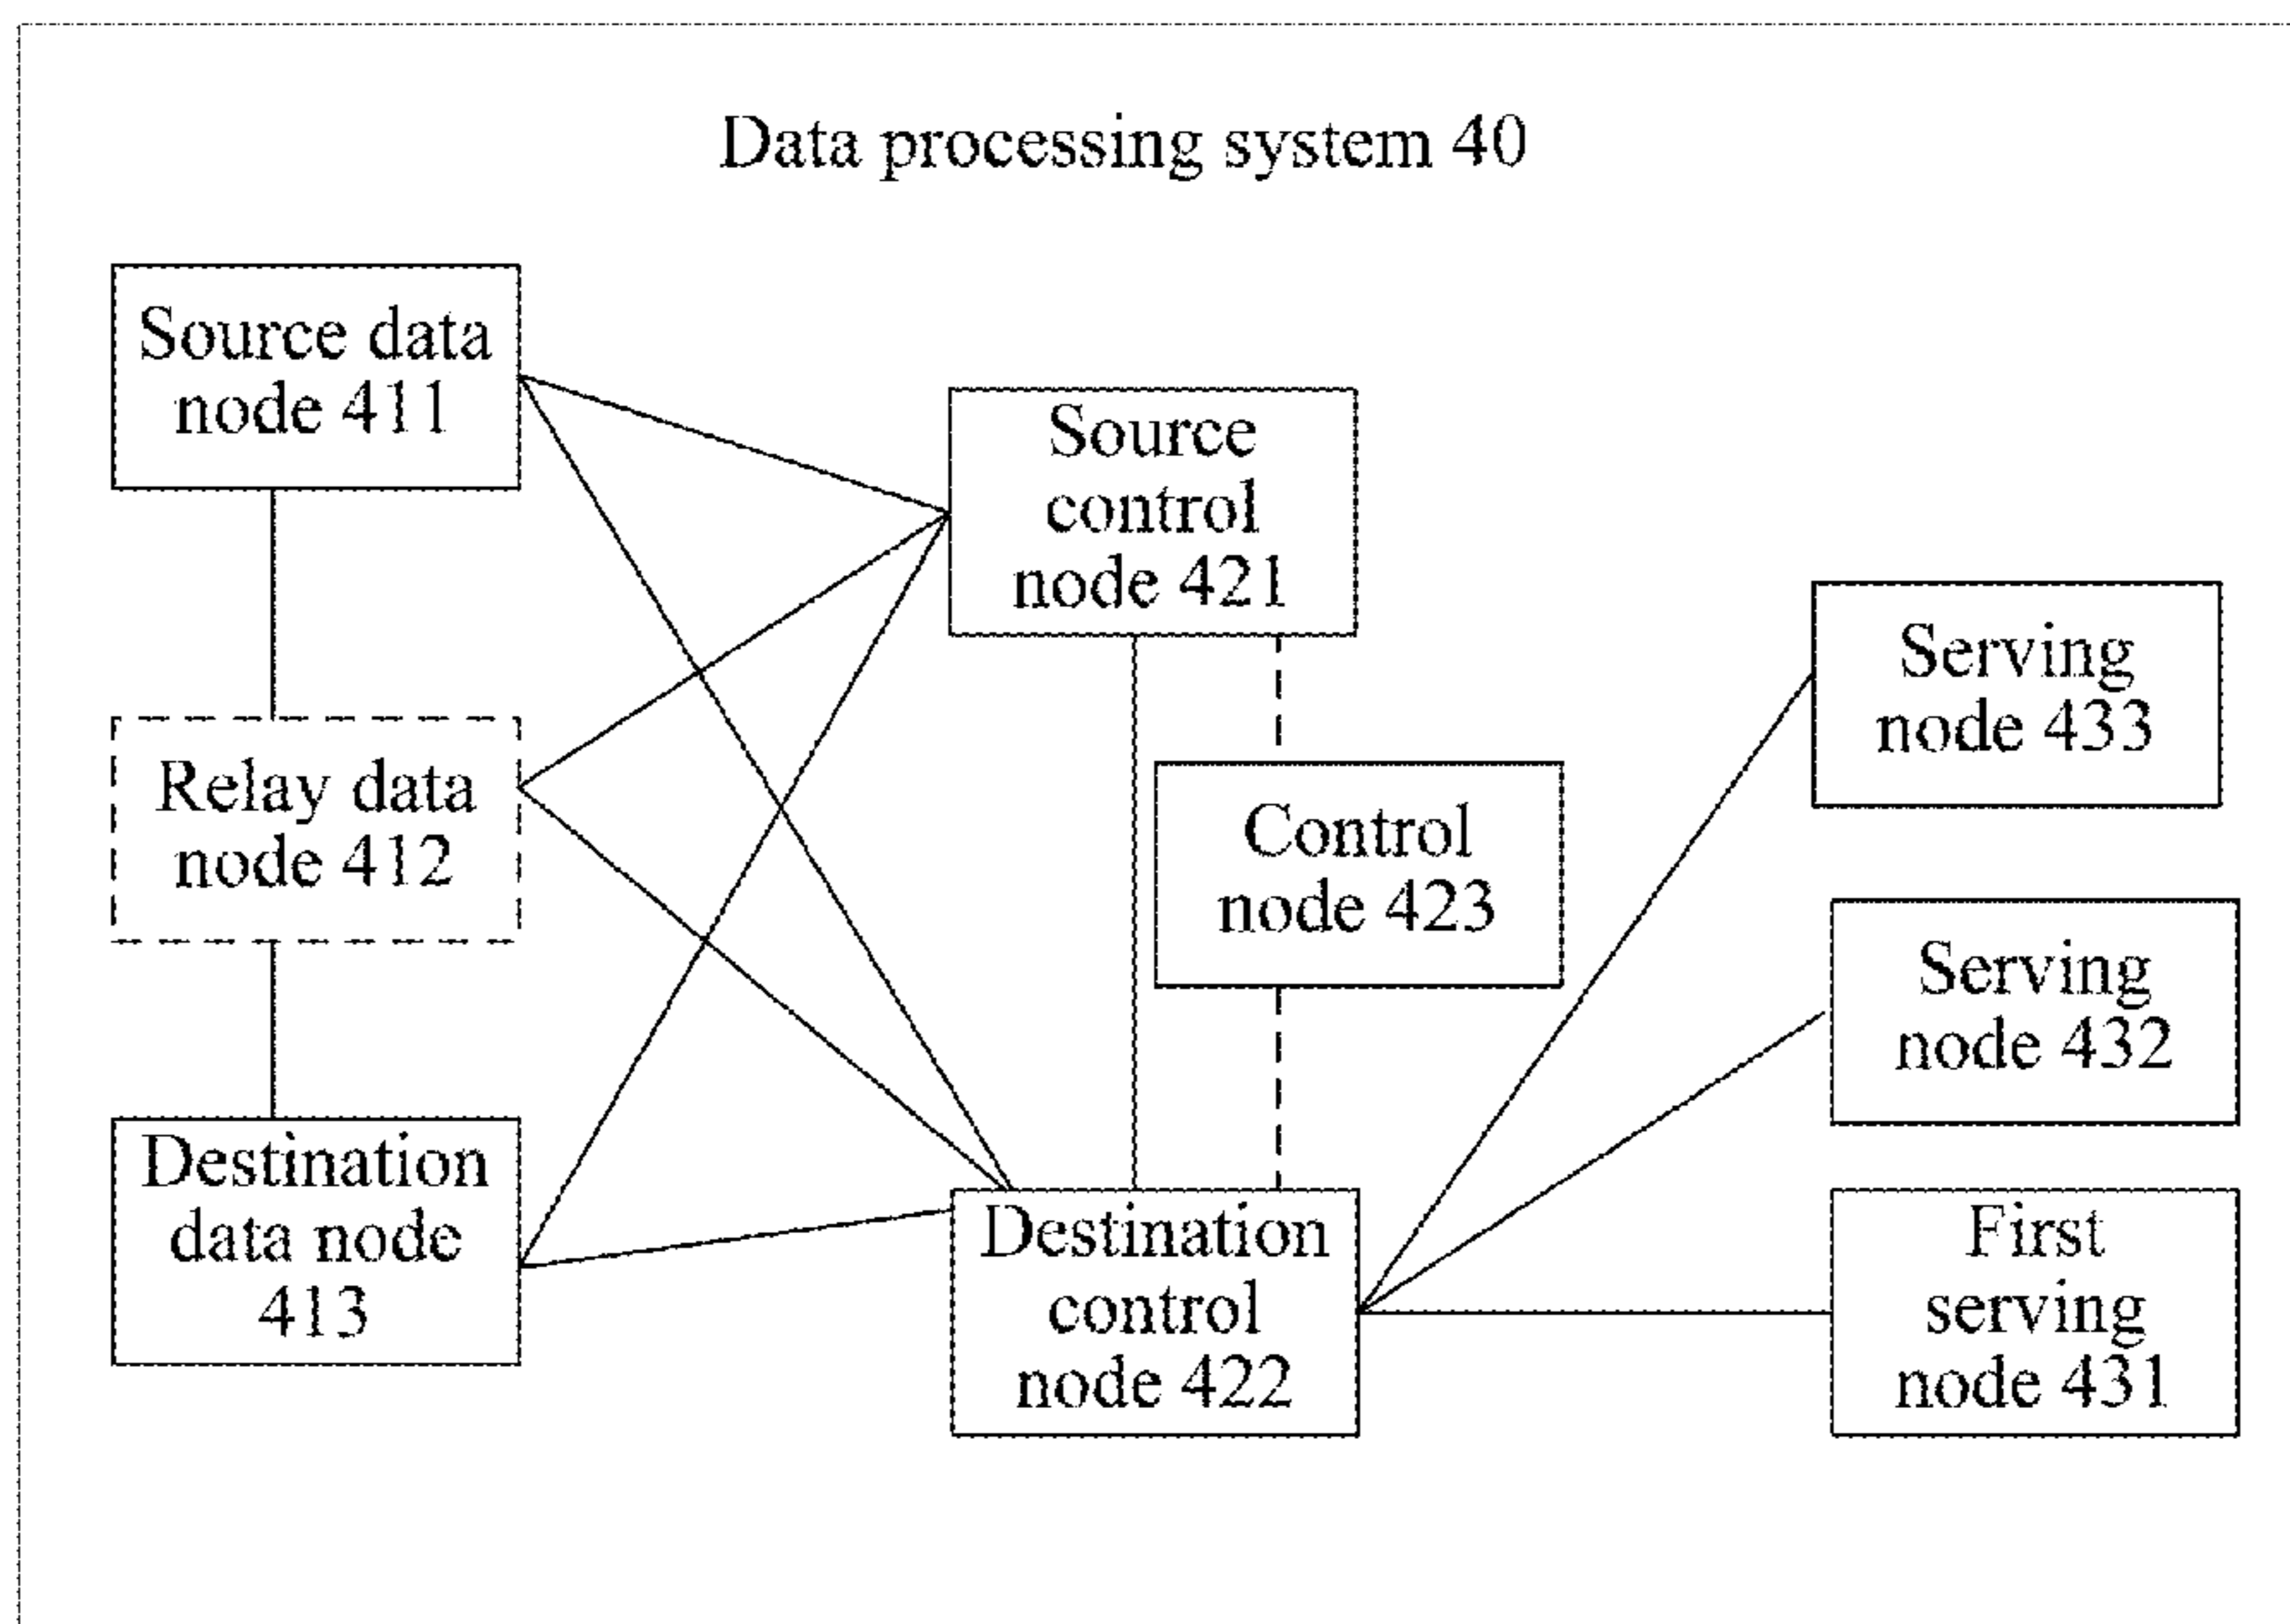 Data processing system 40
Source data
node 411
Source
control
node 421
Serving
node 433
Relay data
node 412
Control
node 423
Serving
node 432
Destination
data node
413
Destination
control
node 422
First
serving
node 431